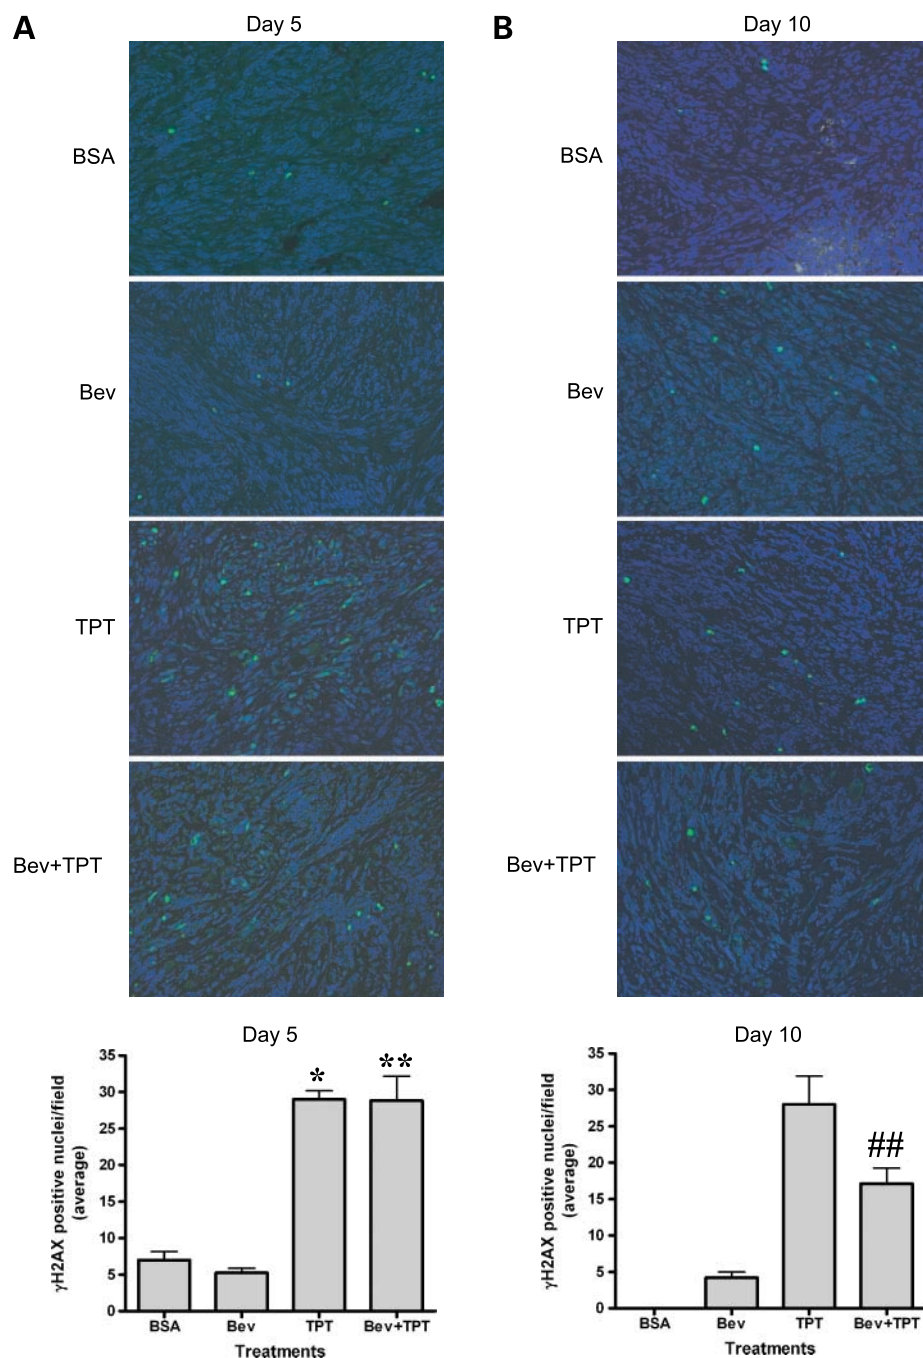 A
Day 5
B
Day 10
BSA
BSA
Bev
Bev
TPT
TPT
Bev+TPT
Bev+TPT
Day 5
γH2AX positive nuclei/field
(average)
35
30
25
20
15
10
5
0
*
**
BSA
Bev
TPT
Bev+TPT
Treatments
Day 10
γH2AX positive nuclei/field
(average)
35
30
25
20
15
10
5
0
##
BSA
Bev
TPT
Bev+TPT
Treatments